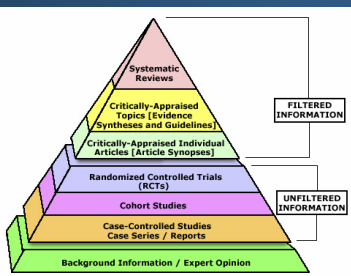 Systematic
Reviews
Critically-Appraised
Topics [Evidence
Syntheses and Guidelines]
FILTERED
INFORMATION
Critically-Appraised Individual
Articles [Article Synopses]
Randomized Controlled Trials
(RCTs)
UNFILTERED
INFORMATION
Cohort Studies
Case-Controlled Studies
Case Series / Reports
Background Information / Expert Opinion